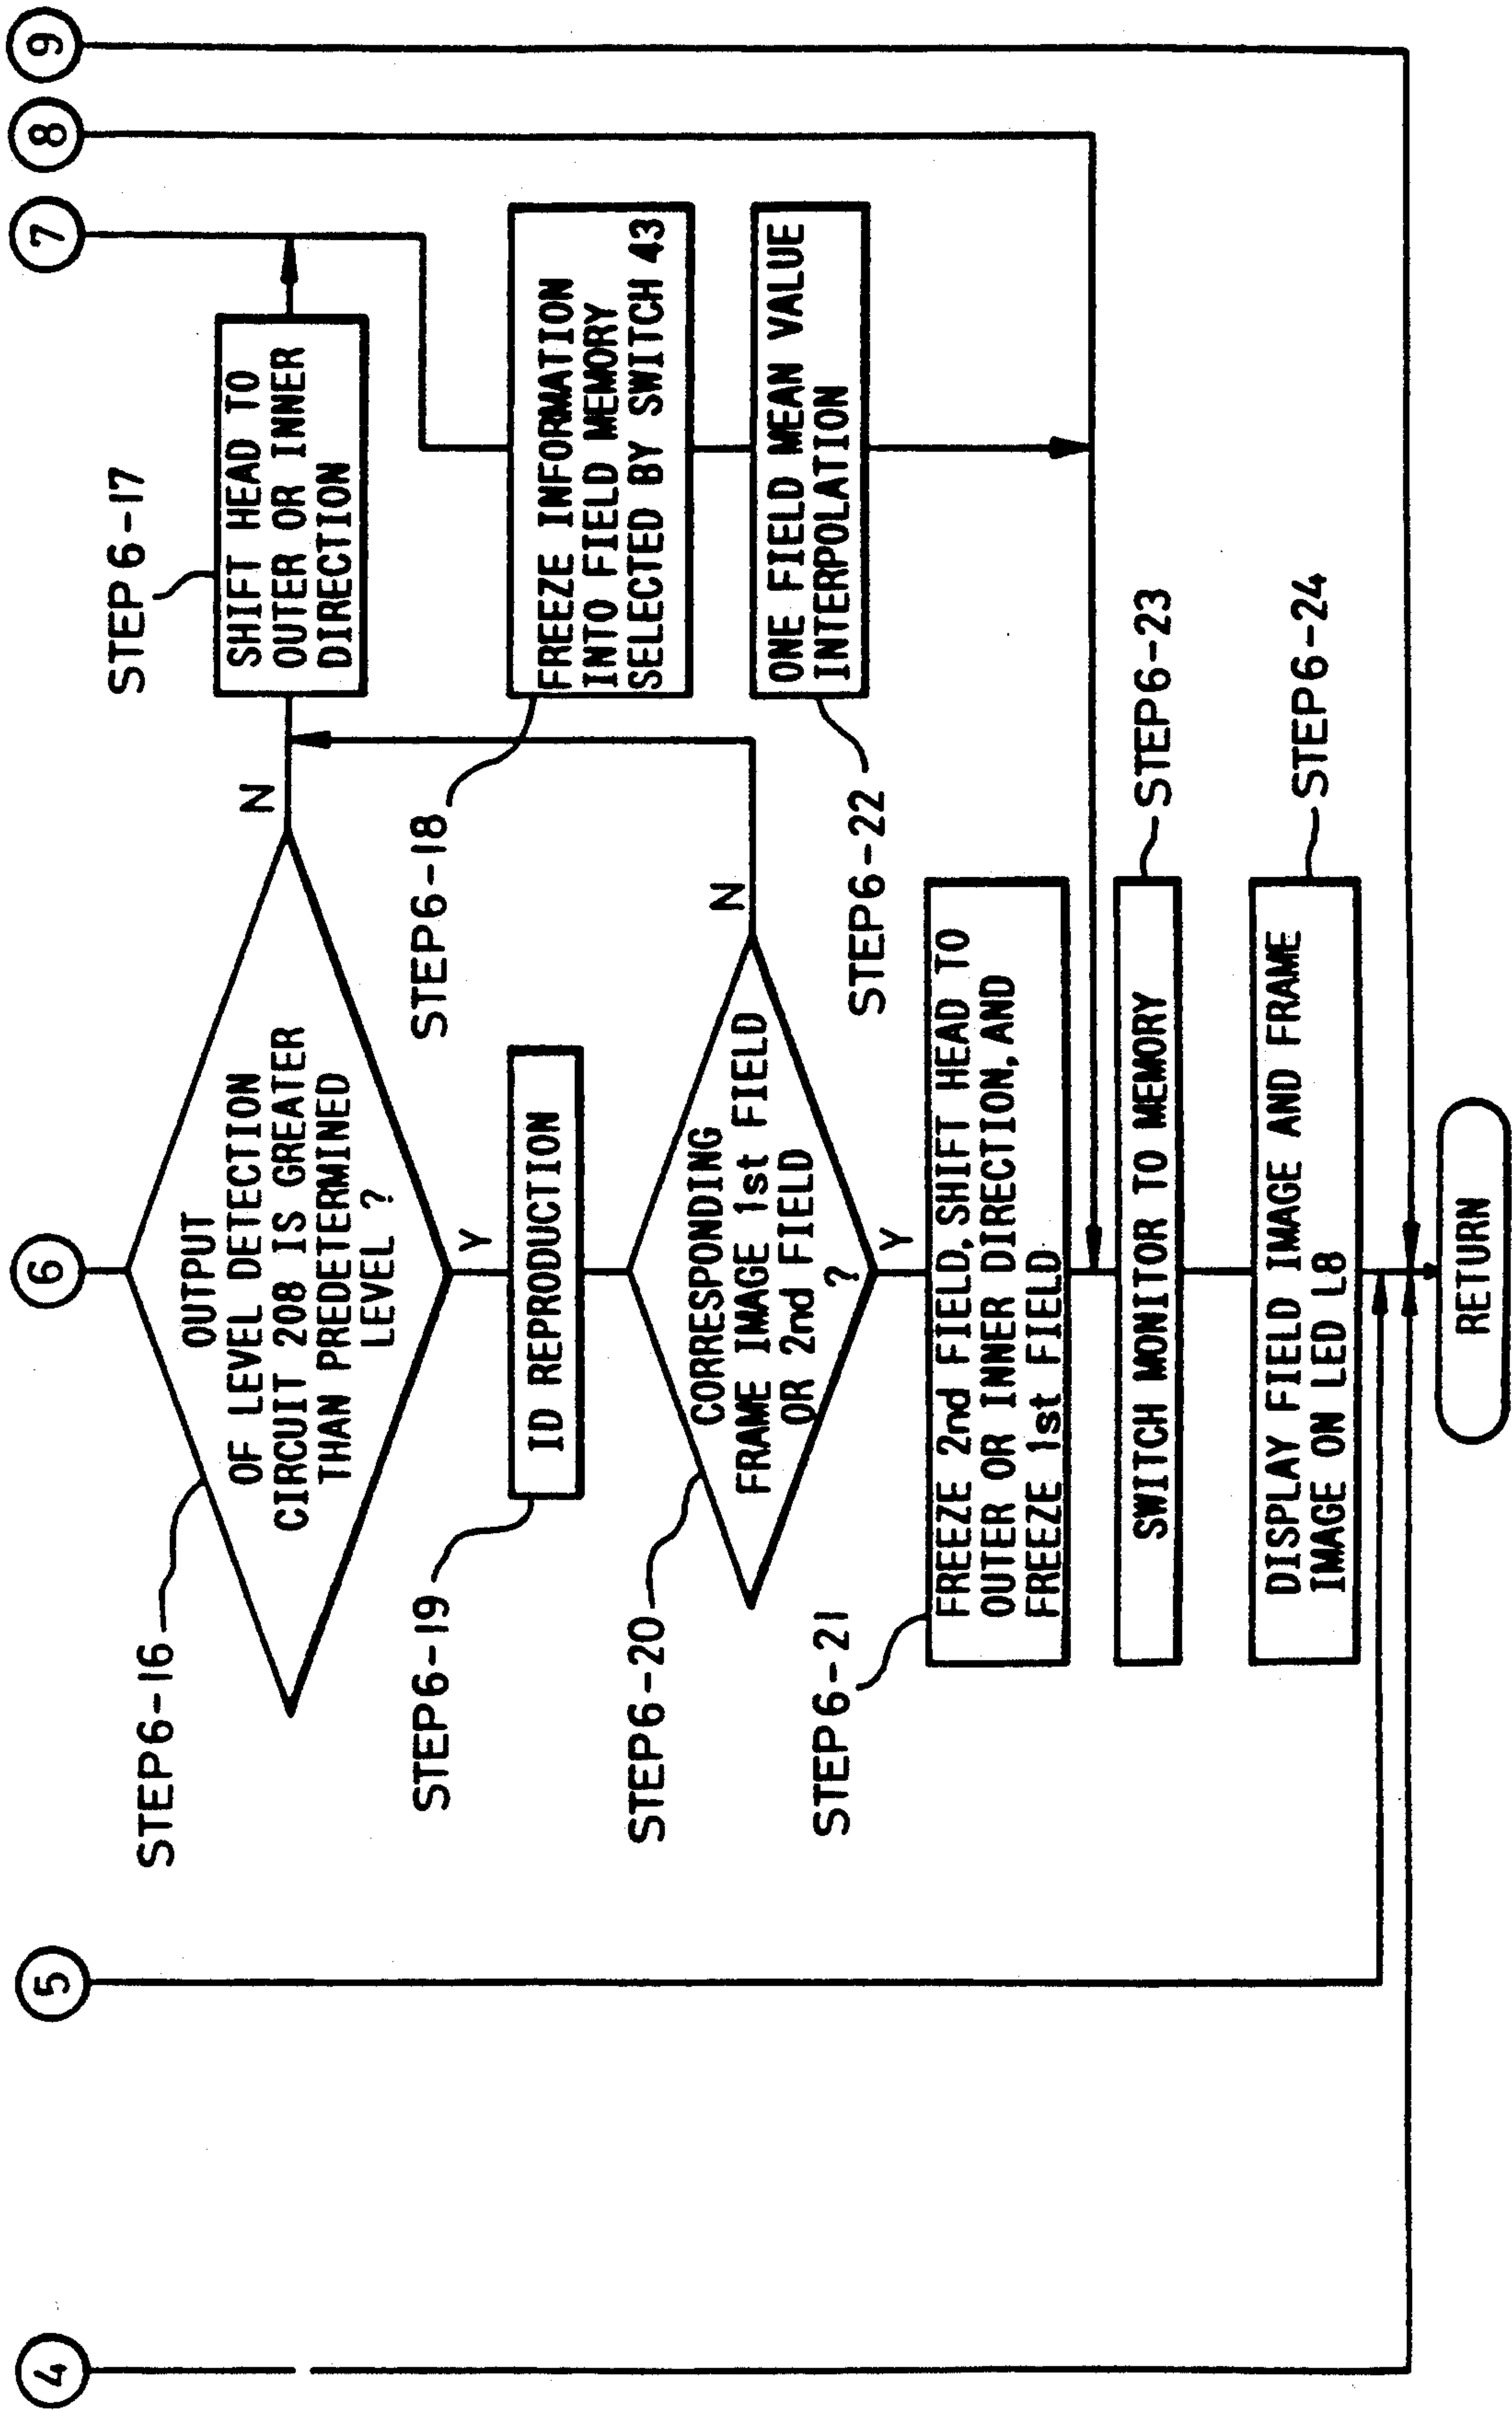 4
5
6
7
8
9
STEP6-16
OUTPUT
OF LEVEL DETECTION
CIRCUIT 208 IS GREATER
THAN PREDETERMINED
LEVEL ?
N
Y
STEP6-17
SHIFT HEAD TO
OUTER OR INNER
DIRECTION
STEP6-18
FREEZE INFORMATION
INTO FIELD MEMORY
SELECTED BY SWITCH 43
STEP6-19
ID REPRODUCTION
STEP6-20
CORRESPONDING
FRAME IMAGE 1st FIELD
OR 2nd FIELD
?
N
Y
STEP6-22
ONE FIELD MEAN VALUE
INTERPOLATION
STEP6-21
FREEZE 2nd FIELD, SHIFT HEAD TO
OUTER OR INNER DIRECTION, AND
FREEZE 1st FIELD
SWITCH MONITOR TO MEMORY
STEP6-23
DISPLAY FIELD IMAGE AND FRAME
IMAGE ON LED L8
STEP6-24
RETURN